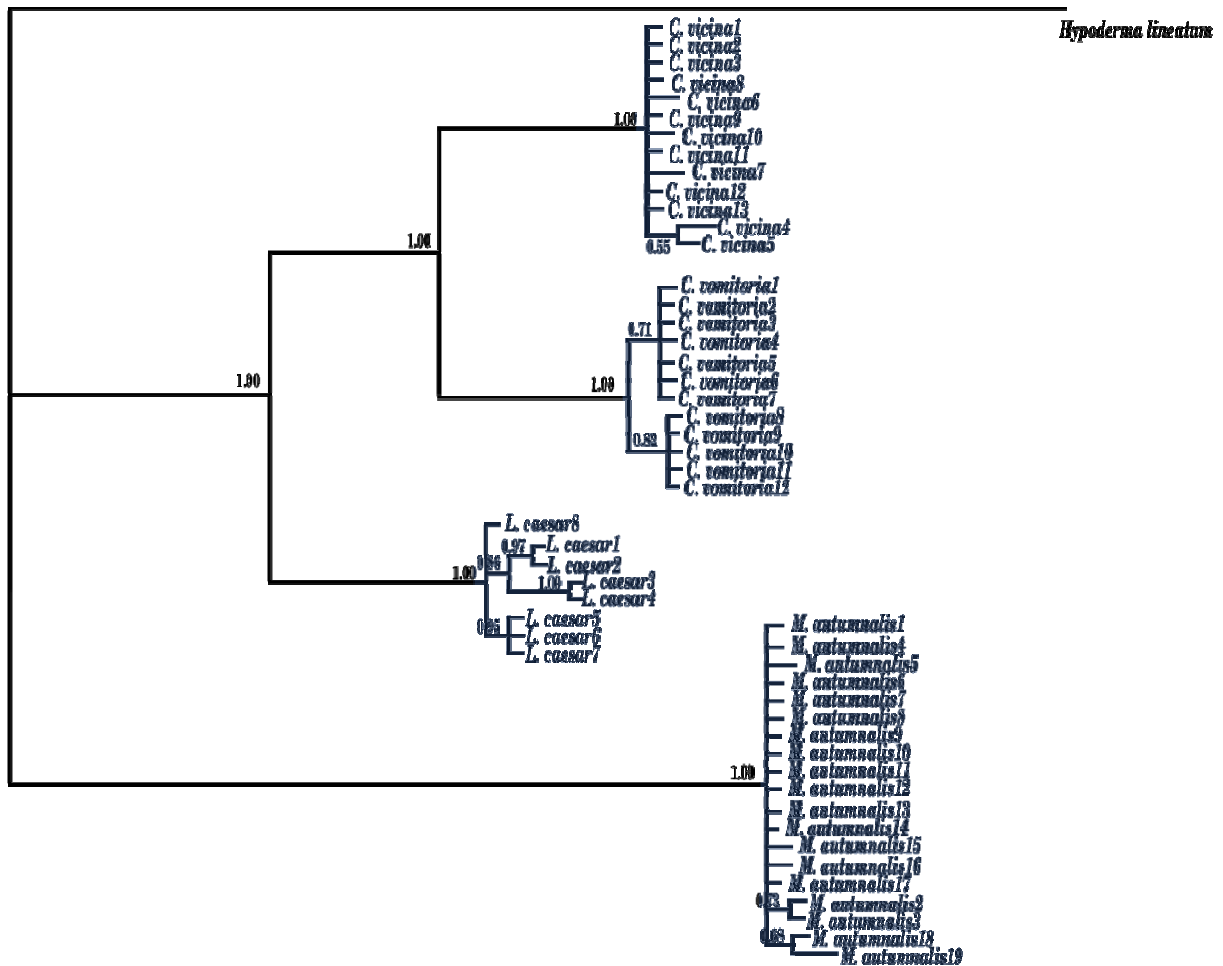 Hypoderma lineatum
C. vicina1
C. vicina2
C. vicina3
C. vicina8
C. vicina6
1.00
C. vicina9
C. vicina10
C. vicina11
C. vicina7
C. vicina12
C. vicina13
C. vicina4
1.00
0.55
C. vicina5
C. vomitoria1
C. vomitoria2
C. vomitoria3
0.71
C. vomitoria4
C. vomitoria5
1.00
1.00
C. vomitoria6
C. vomitoria7
C. vomitoria8
C. vomitoria9
0.82
C. vomitoria10
C. vomitoria11
C. vomitoria12
L. caesar8
0.97
L. caesar1
L. caesar2
1.00
1.00
L. caesar3
L. caesar4
L. caesar5
L. caesar6
L. caesar7
M. autumnalis1
M. autumnalis4
M. autumnalis5
M. autumnalis6
M. autumnalis7
M. autumnalis8
M. autumnalis9
M. autumnalis10
1.00
M. autumnalis11
M. autumnalis12
M. autumnalis13
M. autumnalis14
M. autumnalis15
M. autumnalis16
M. autumnalis17
M. autumnalis2
M. autumnalis3
0.68
M. autumnalis18
M. autumnalis19